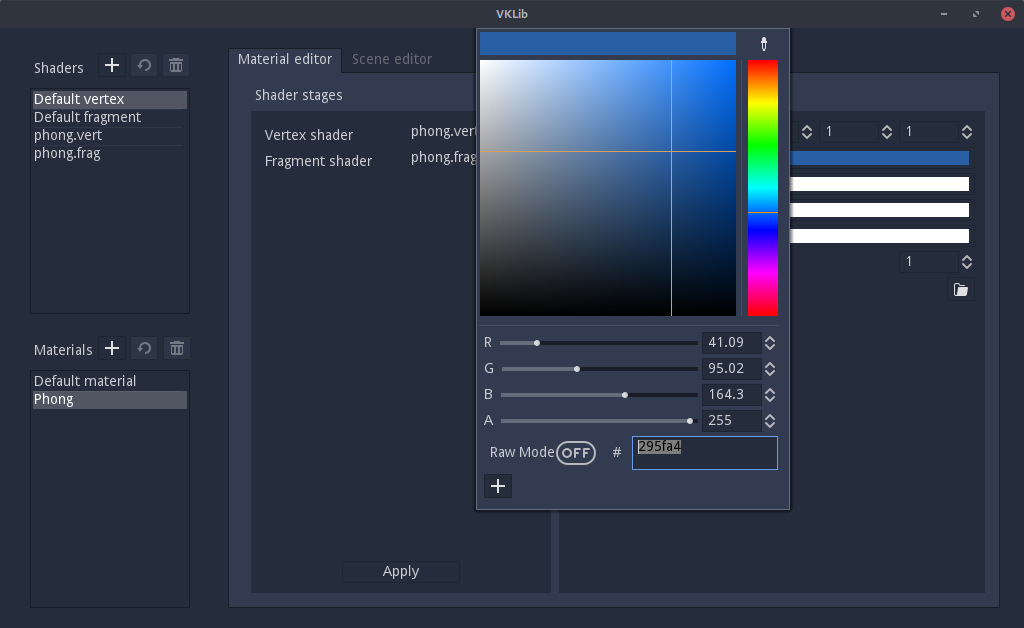 VKLib
Shaders
Default vertex
Default fragment
phong.vert
phong.frag
Materials
Default material
Phong
Material editor
Scene editor
Shader stages
Vertex shader
phong.vert
Fragment shader
phong.frag
Apply
1
1
1
R
41.09
G
95.02
B
164.3
A
255
Raw Mode
OFF
#
295fa4